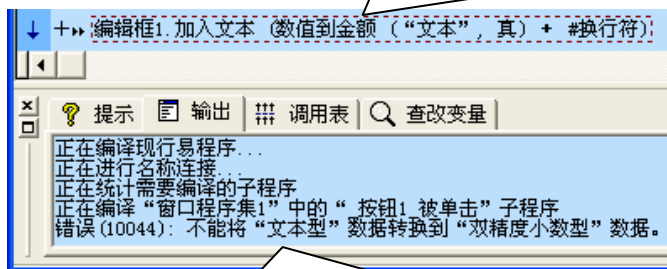 编辑框1.加入文本 (数值到金额 (“文本”, 真) + #换行符)
提示 输出 调用表 查改变量
正在编译现行易程序...
正在进行名称连接...
正在统计需要编译的子程序
正在编译“窗口程序集1”中的“_按钮1_被单击”子程序
错误(10044): 不能将“文本型”数据转换到“双精度小数型”数据。